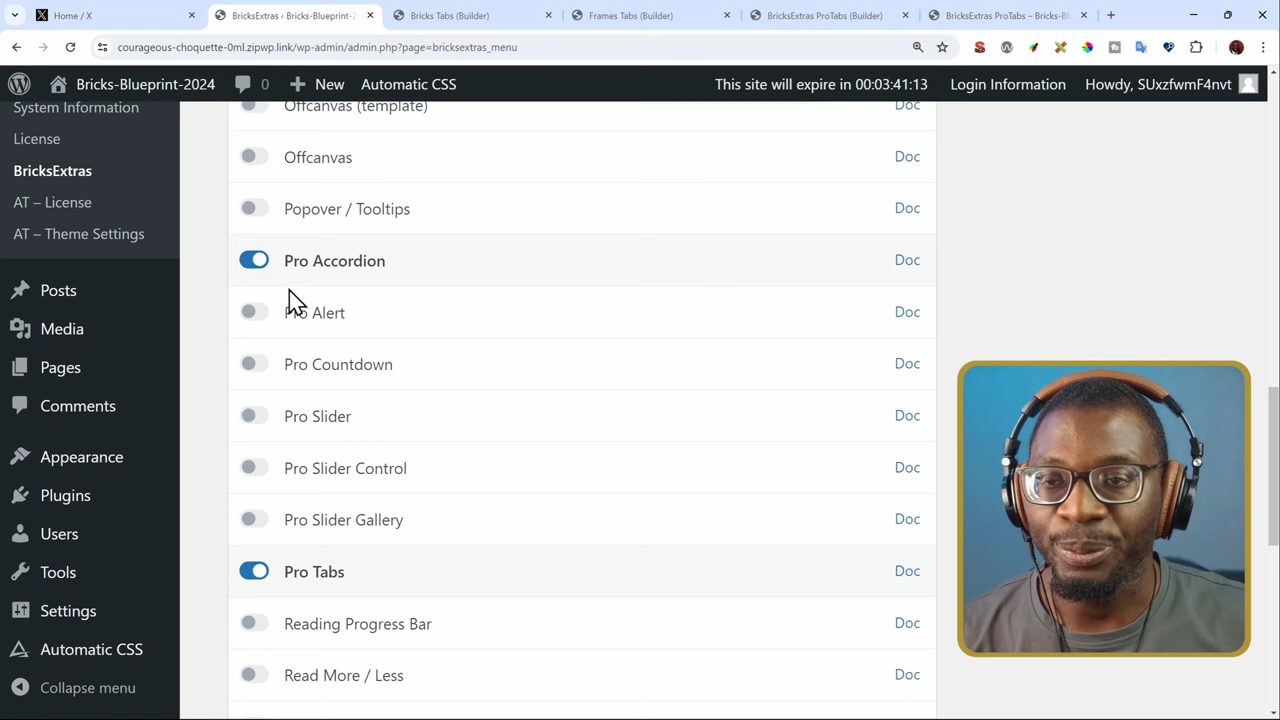 Home / X
BricksExtras ‹ Bricks-Blueprint-2
Bricks Tabs (Builder)
Frames Tabs (Builder)
BricksExtras ProTabs (Builder)
BricksExtras ProTabs – Bricks-Bl
courageous-choquette-0ml.zipwp.link/wp-admin/admin.php?page=bricksextras_menu
Bricks-Blueprint-2024
0
New
Automatic CSS
This site will expire in 00:03:41:13
Login Information
Howdy, SUxzfwmF4nvt
System Information
License
BricksExtras
AT – License
AT – Theme Settings
Posts
Media
Pages
Comments
Appearance
Plugins
Users
Tools
Settings
Automatic CSS
Collapse menu
Offcanvas (template) Doc
Offcanvas Doc
Popover / Tooltips Doc
Pro Accordion Doc
Pro Alert Doc
Pro Countdown Doc
Pro Slider Doc
Pro Slider Control Doc
Pro Slider Gallery Doc
Pro Tabs Doc
Reading Progress Bar Doc
Read More / Less Doc